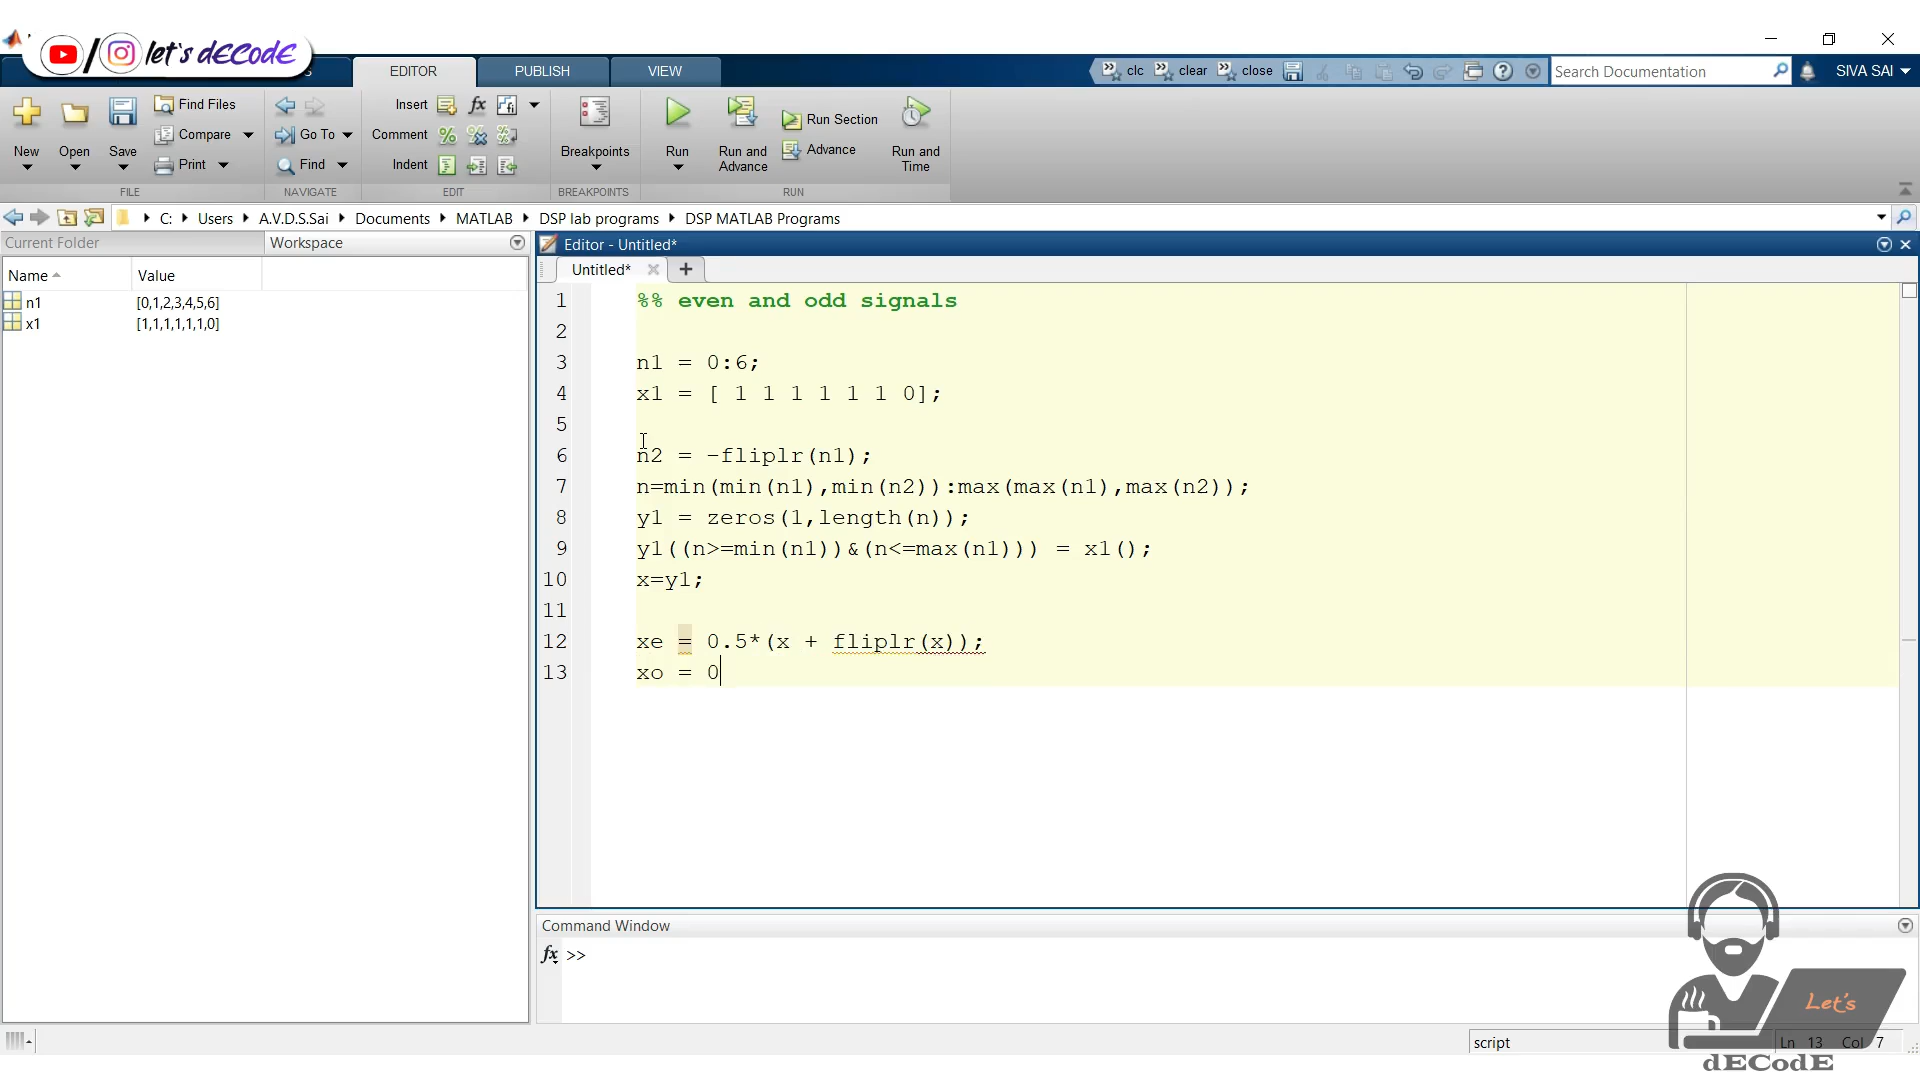 let's dECodE
EDITOR
PUBLISH
VIEW
clc
clear
close
Search Documentation
SIVA SAI
New
Open
Save
Find Files
Compare
Print
FILE
Go To
Find
NAVIGATE
Insert
Comment
Indent
EDIT
Breakpoints
BREAKPOINTS
Run
Run and
Advance
Run Section
Advance
Run and
Time
RUN
C: Users A.V.D.S.Sai Documents MATLAB DSP lab programs DSP MATLAB Programs
Current Folder
Workspace
Name Value
n1 [0,1,2,3,4,5,6]
x1 [1,1,1,1,1,1,0]
Editor - Untitled*
Untitled*
1 %% even and odd signals
2
3 n1 = 0:6;
4 x1 = [ 1 1 1 1 1 1 0];
5
6 n2 = -fliplr(n1);
7 n=min(min(n1),min(n2)):max(max(n1),max(n2));
8 y1 = zeros(1,length(n));
9 y1((n>=min(n1))&(n<=max(n1))) = x1();
10 x=y1;
11
12 xe = 0.5*(x + fliplr(x));
13 xo = 0
Command Window
fx >>
Let's
dECodE
script
Ln 13 Col 7